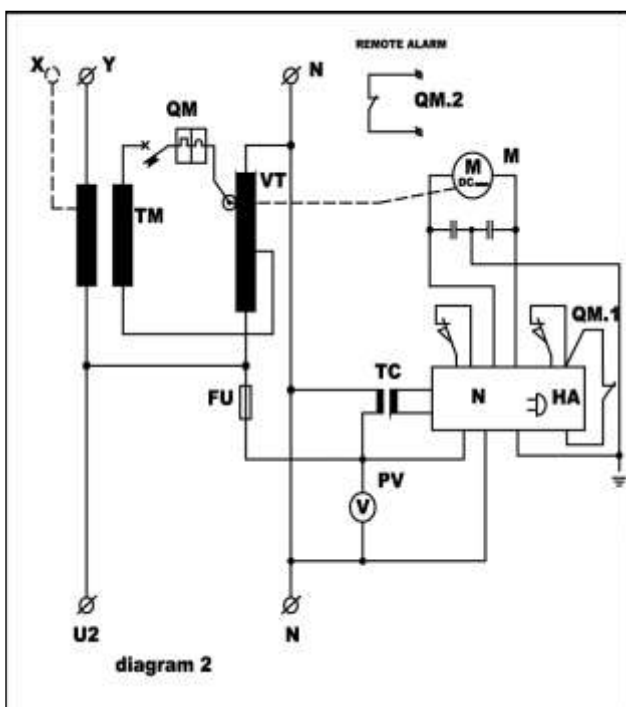 REMOTE ALARM
X Y N
QM QM.2
VT M M
DC
TM
QM.1
TC
FU N HA
PV
V
U2 N
diagram 2